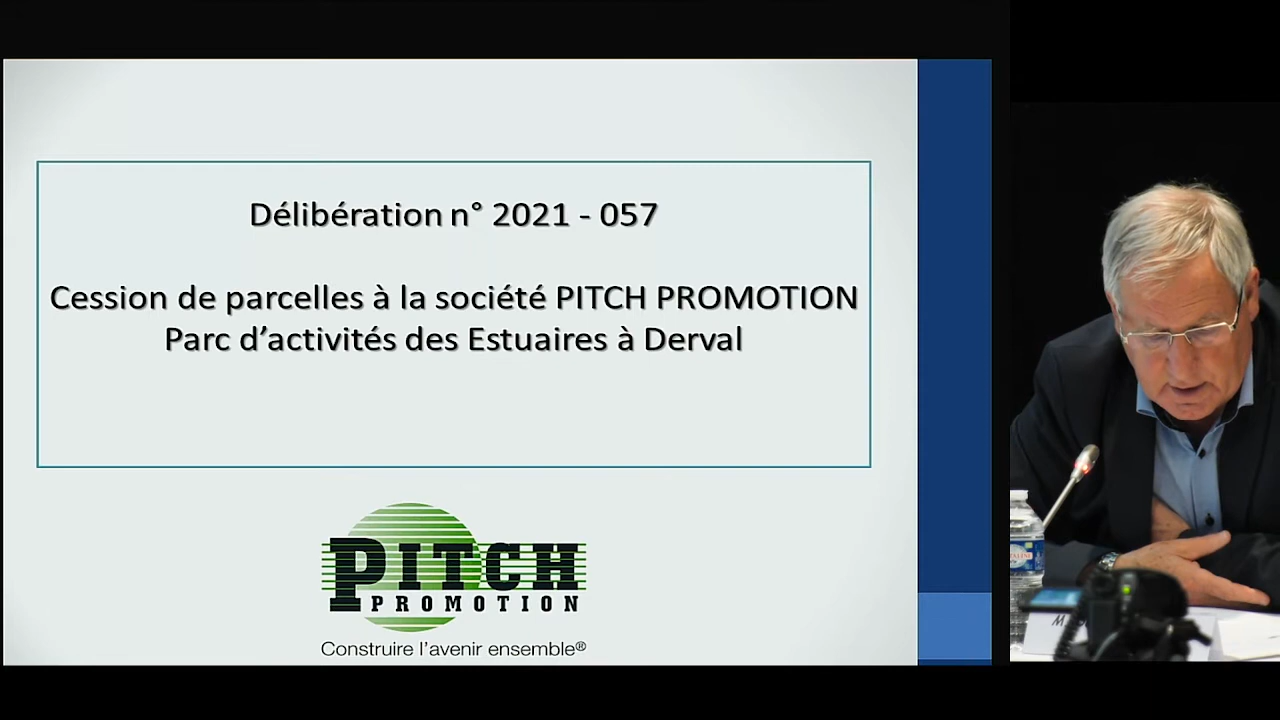 Délibération n° 2021 - 057
Cession de parcelles à la société PITCH PROMOTION
Parc d’activités des Estuaires à Derval
PITCH
PROMOTION
Construire l’avenir ensemble®